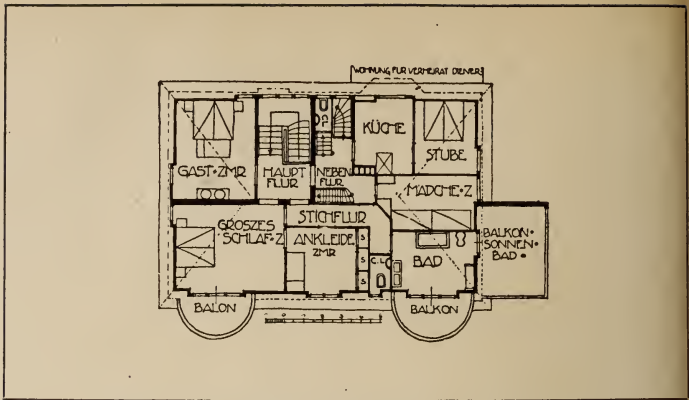 WOHNUNG FÜR VERHEIRAT DIENER
KÜCHE
STUBE
GAST·ZMR
HAUPT
FLUR
NEBEN
FLUR
MÄDCHE·Z
STICHFLUR
GROSZES
SCHLAF·Z
ANKLEIDE
ZMR
S
S
S
C.L
BAD
BALKON·
SONNEN·
BAD·
BALON
BALKON